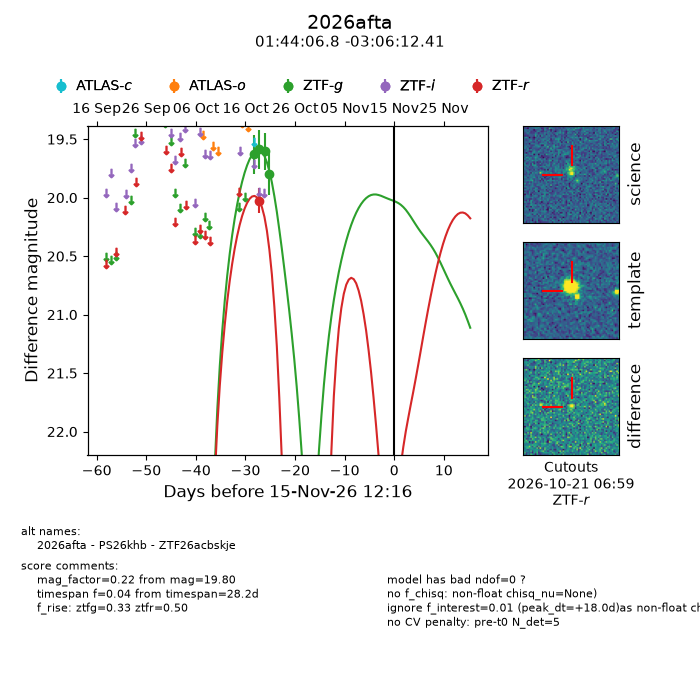 2026afta
01:44:06.8 -03:06:12.41
ATLAS-c ATLAS-o ZTF-g ZTF-i ZTF-r
16 Sep 26 Sep 06 Oct 16 Oct 26 Oct 05 Nov 15 Nov 25 Nov
19.5
20.0
20.5
21.0
21.5
22.0
Difference magnitude
−60 −50 −40 −30 −20 −10 0 10
Days before 15-Nov-26 12:16
science
template
difference
Cutouts
2026-10-21 06:59
ZTF-r
alt names:
2026afta - PS26khb - ZTF26acbskje
score comments:
mag_factor=0.22 from mag=19.80
timespan f=0.04 from timespan=28.2d
f_rise: ztfg=0.33 ztfr=0.50
model has bad ndof=0 ?
no f_chisq: non-float chisq_nu=None)
ignore f_interest=0.01 (peak_dt=+18.0d)as non-float ch
no CV penalty: pre-t0 N_det=5